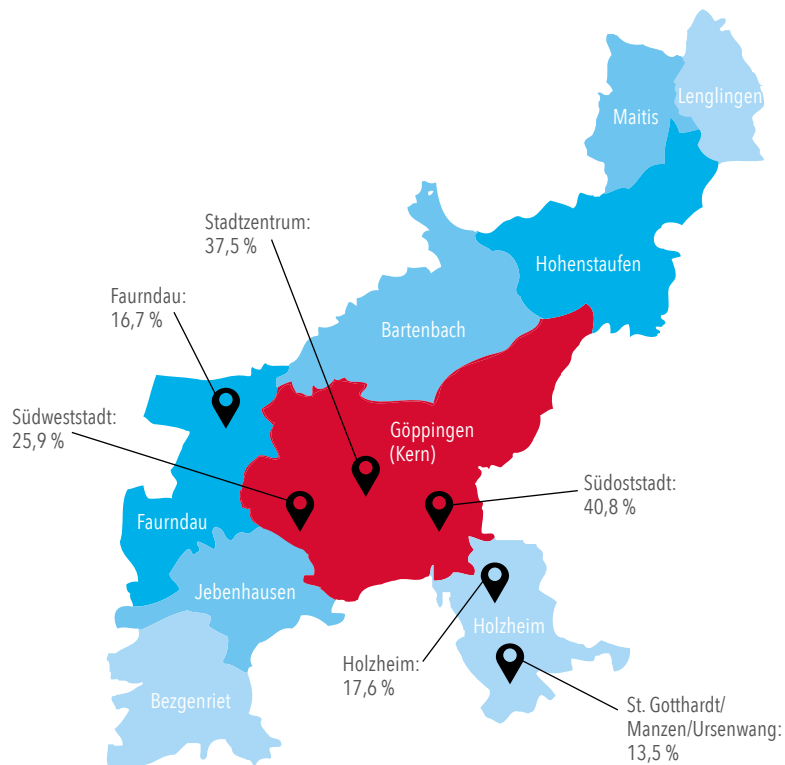 Lenglingen
Maitis
Stadtzentrum:
37,5 %
Hohenstaufen
Faurndau:
16,7 %
Bartenbach
Südweststadt:
25,9 %
Göppingen
(Kern)
Südoststadt:
40,8 %
Faurndau
Jebenhausen
Holzheim
Holzheim:
17,6 %
Bezgenriet
St. Gotthardt/
Manzen/Ursenwang:
13,5 %